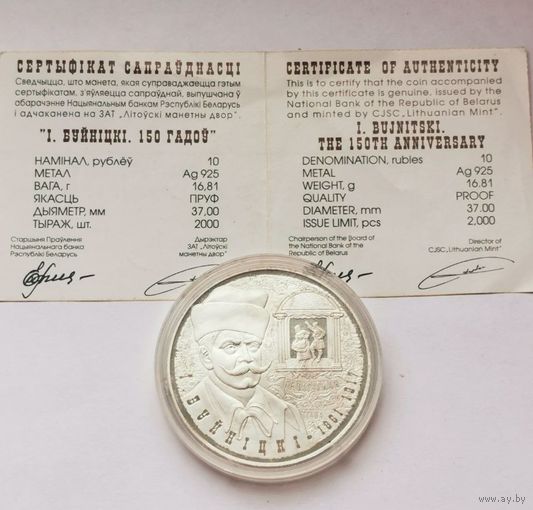 СЕРТЫФІКАТ САПРАЎДНАСЦІ
Сведчыцца, што манета, якая суправаджаецца гэтым
сертыфікатам, з'яўляецца сапраўднай, выпушчана ў
абарачэнне Нацыянальным банкам Рэспублікі Беларусь
і адчаканена на ЗАТ „Літоўскі манетны двор".
"І. БУЙНІЦКІ. 150 ГАДОЎ"
НАМІНАЛ, рублёў 10
МЕТАЛ Ag 925
ВАГА, г 16,81
ЯКАСЦЬ ПРУФ
ДЫЯМЕТР, мм 37,00
ТЫРАЖ, шт. 2000
Старшыня Праўлення
Нацыянальнага банка
Рэспублікі Беларусь
Дырэктар
ЗАТ „Літоўскі
манетны двор"
CERTIFICATE OF AUTHENTICITY
This is to certify that the coin accompanied
by this certificate is genuine, issued by the
National Bank of the Republic of Belarus
and minted by CJSC „Lithuanian Mint".
I. BUJNITSKI.
THE 150TH ANNIVERSARY
DENOMINATION, rubles 10
METAL Ag 925
WEIGHT, g 16.81
QUALITY PROOF
DIAMETER, mm 37.00
ISSUE LIMIT, pcs 2,000
Chairperson of the Board of
the National Bank of the
Republic of Belarus
Director of
CJSC „Lithuanian Mint"
І. БУЙНІЦКІ. 1861-1917
www.ay.by